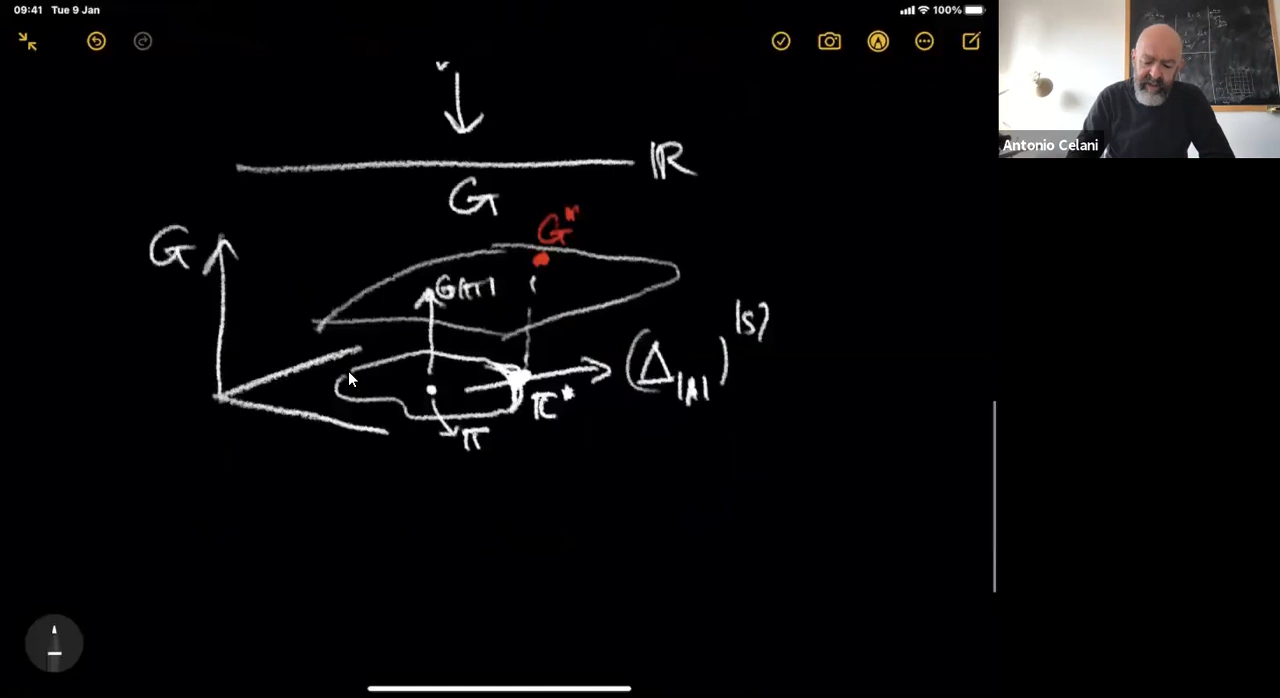 09:41 Tue 9 Jan 100%
Antonio Celani
ℝ
G
G*
G
G(π)
(Δ|A|)^|S|
π*
π